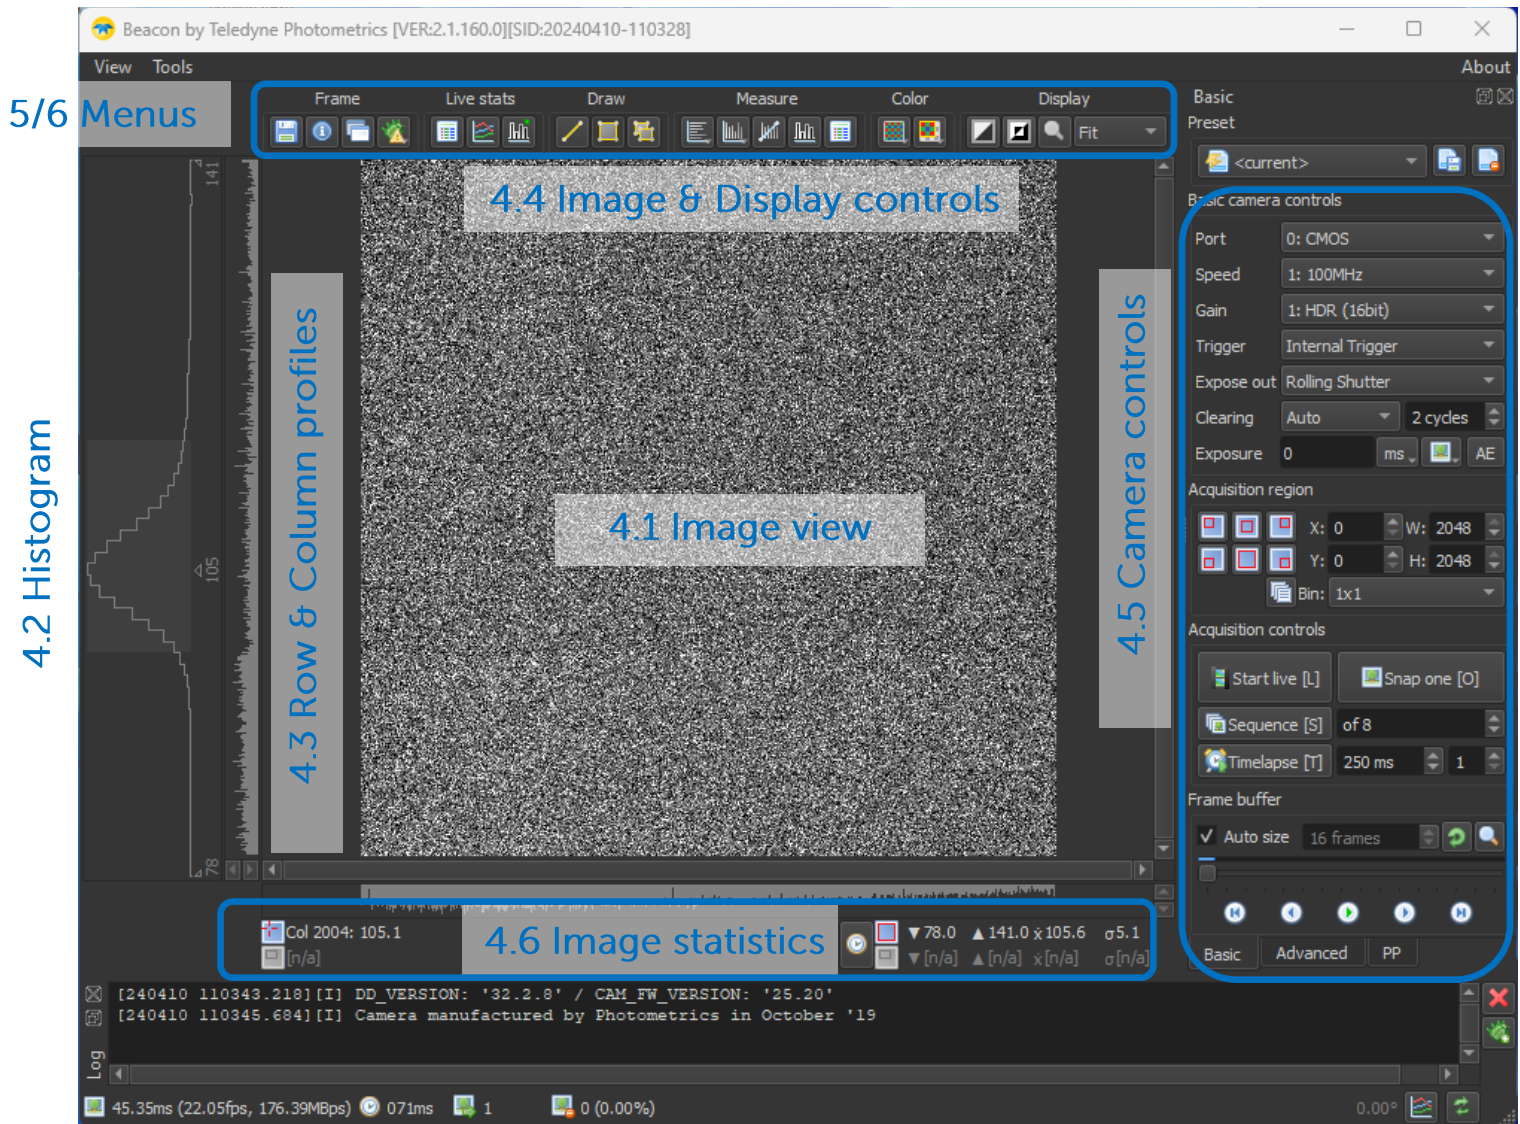 Beacon by Teledyne Photometrics [VER:2.1.160.0][SID:20240410-110328]
View Tools About
5/6 Menus
Frame Live stats Draw Measure Color Display
Fit
4.4 Image & Display controls
4.2 Histogram
141
105
78
4.3 Row & Column profiles
4.1 Image view
4.5 Camera controls
Basic
Preset
<current>
Basic camera controls
Port 0: CMOS
Speed 1: 100MHz
Gain 1: HDR (16bit)
Trigger Internal Trigger
Expose out Rolling Shutter
Clearing Auto 2 cycles
Exposure 0 ms AE
Acquisition region
X: 0 W: 2048
Y: 0 H: 2048
Bin: 1x1
Acquisition controls
Start live [L] Snap one [O]
Sequence [S] of 8
Timelapse [T] 250 ms 1
Frame buffer
Auto size 16 frames
Basic Advanced PP
Col 2004: 105.1
[n/a]
4.6 Image statistics
▼78.0 ▲141.0 x̄105.6 σ5.1
▼[n/a] ▲[n/a] x̄[n/a] σ[n/a]
Log
[240410 110343.218][I] DD_VERSION: '32.2.8' / CAM_FW_VERSION: '25.20'
[240410 110345.684][I] Camera manufactured by Photometrics in October '19
45.35ms (22.05fps, 176.39MBps) 071ms 1 0 (0.00%) 0.00°